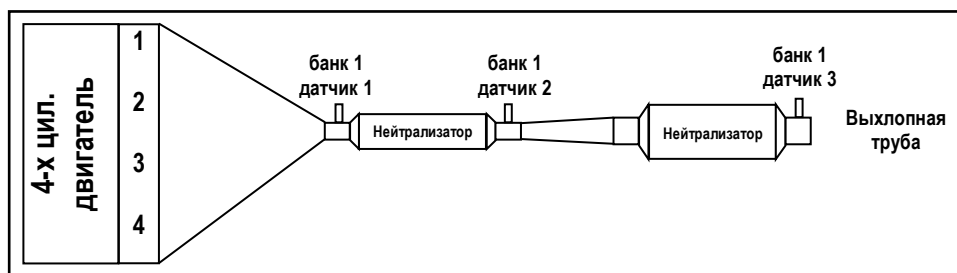 4-х цил.
двигатель
1
2
3
4
банк 1
датчик 1
Нейтрализатор
банк 1
датчик 2
Нейтрализатор
банк 1
датчик 3
Выхлопная
труба